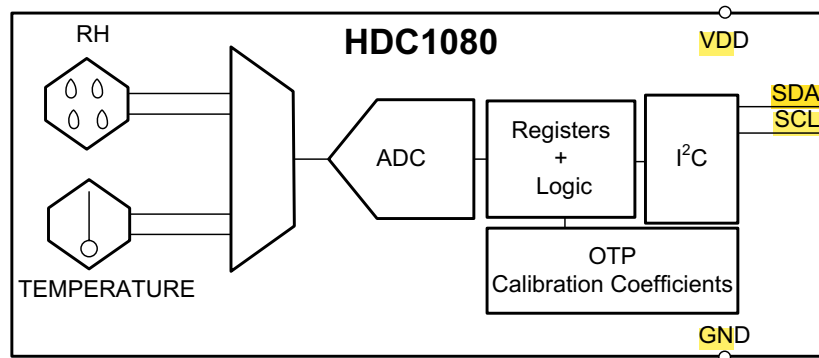 RH
HDC1080
VDD
SDA
SCL
ADC
Registers
+
Logic
I²C
OTP
Calibration Coefficients
TEMPERATURE
GND